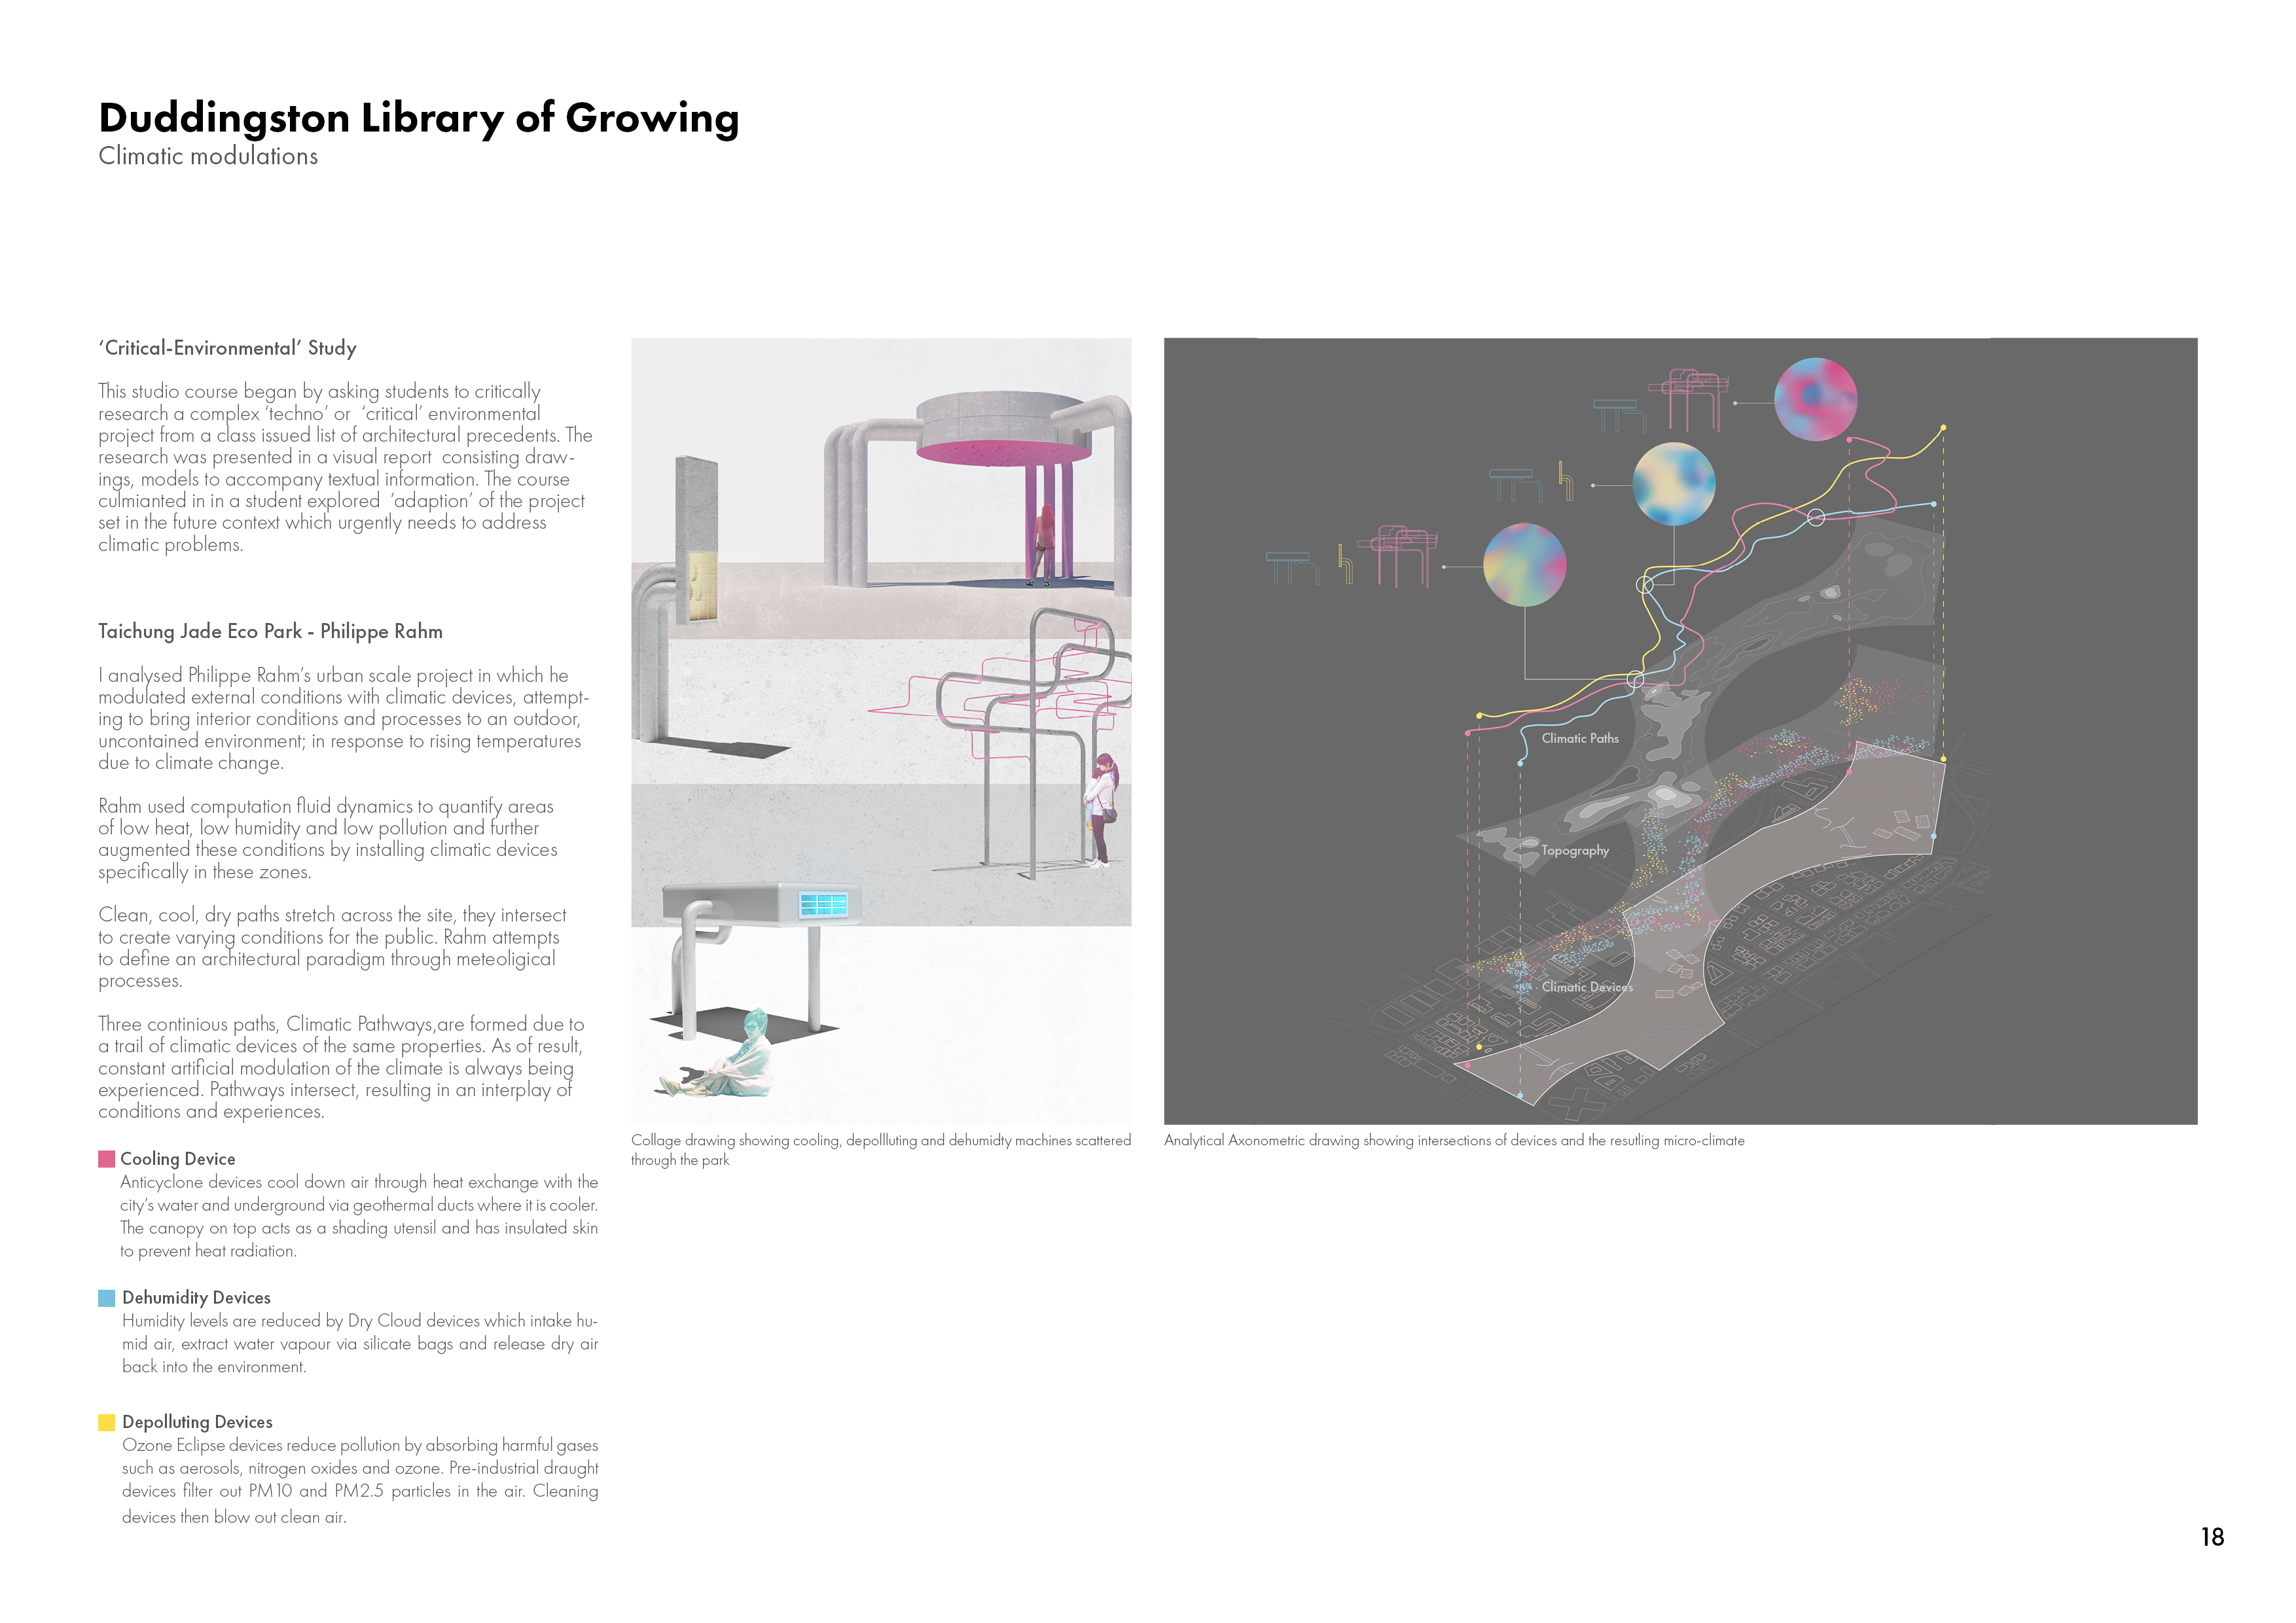 Duddingston Library of Growing
Climatic modulations
‘Critical-Environmental’ Study
This studio course began by asking students to critically
research a complex ‘techno’ or  ‘critical’ environmental
project from a class issued list of architectural precedents. The
research was presented in a visual report  consisting draw-
ings, models to accompany textual information. The course
culmianted in in a student explored  ‘adaption’ of the project
set in the future context which urgently needs to address
climatic problems.
Taichung Jade Eco Park - Philippe Rahm
I analysed Philippe Rahm’s urban scale project in which he
modulated external conditions with climatic devices, attempt-
ing to bring interior conditions and processes to an outdoor,
uncontained environment; in response to rising temperatures
due to climate change.
Rahm used computation fluid dynamics to quantify areas
of low heat, low humidity and low pollution and further
augmented these conditions by installing climatic devices
specifically in these zones.
Clean, cool, dry paths stretch across the site, they intersect
to create varying conditions for the public. Rahm attempts
to define an architectural paradigm through meteoligical
processes.
Three continious paths, Climatic Pathways,are formed due to
a trail of climatic devices of the same properties. As of result,
constant artificial modulation of the climate is always being
experienced. Pathways intersect, resulting in an interplay of
conditions and experiences.
Cooling Device
Anticyclone devices cool down air through heat exchange with the
city’s water and underground via geothermal ducts where it is cooler.
The canopy on top acts as a shading utensil and has insulated skin
to prevent heat radiation.
Dehumidity Devices
Humidity levels are reduced by Dry Cloud devices which intake hu-
mid air, extract water vapour via silicate bags and release dry air
back into the environment.
Depolluting Devices
Ozone Eclipse devices reduce pollution by absorbing harmful gases
such as aerosols, nitrogen oxides and ozone. Pre-industrial draught
devices filter out PM10 and PM2.5 particles in the air. Cleaning
devices then blow out clean air.
Collage drawing showing cooling, depollluting and dehumidty machines scattered
through the park
Climatic Paths
Topography
Climatic Devices
Analytical Axonometric drawing showing intersections of devices and the resutling micro-climate
18